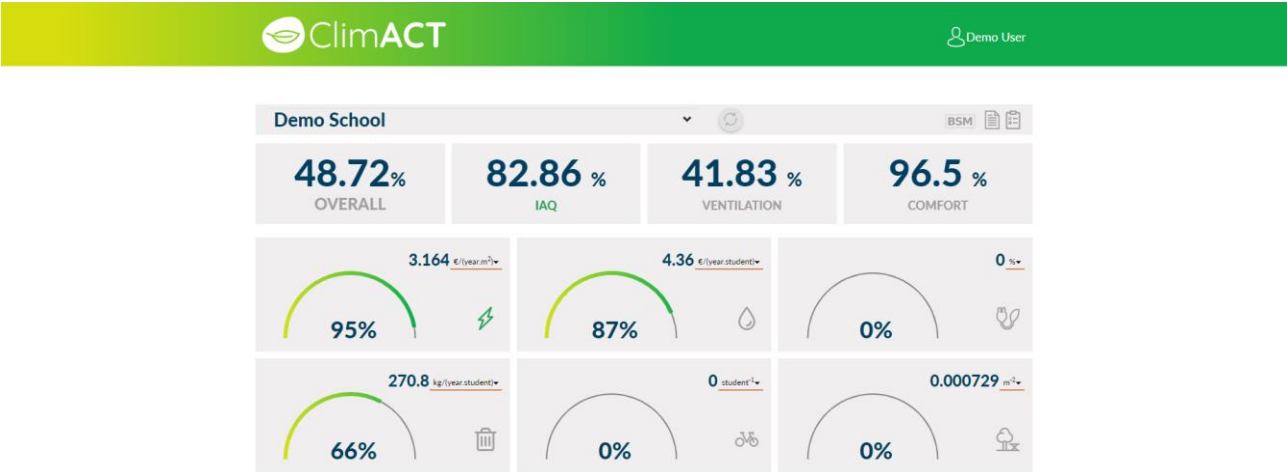 ClimACT
Demo User
Demo School
BSM
48.72%
OVERALL
82.86 %
IAQ
41.83 %
VENTILATION
96.5 %
COMFORT
3.164 €/(year.m²)
95%
4.36 €/(year.student)
87%
0 %
0%
270.8 kg/(year.student)
66%
0 student⁻¹
0%
0.000729 m⁻²
0%